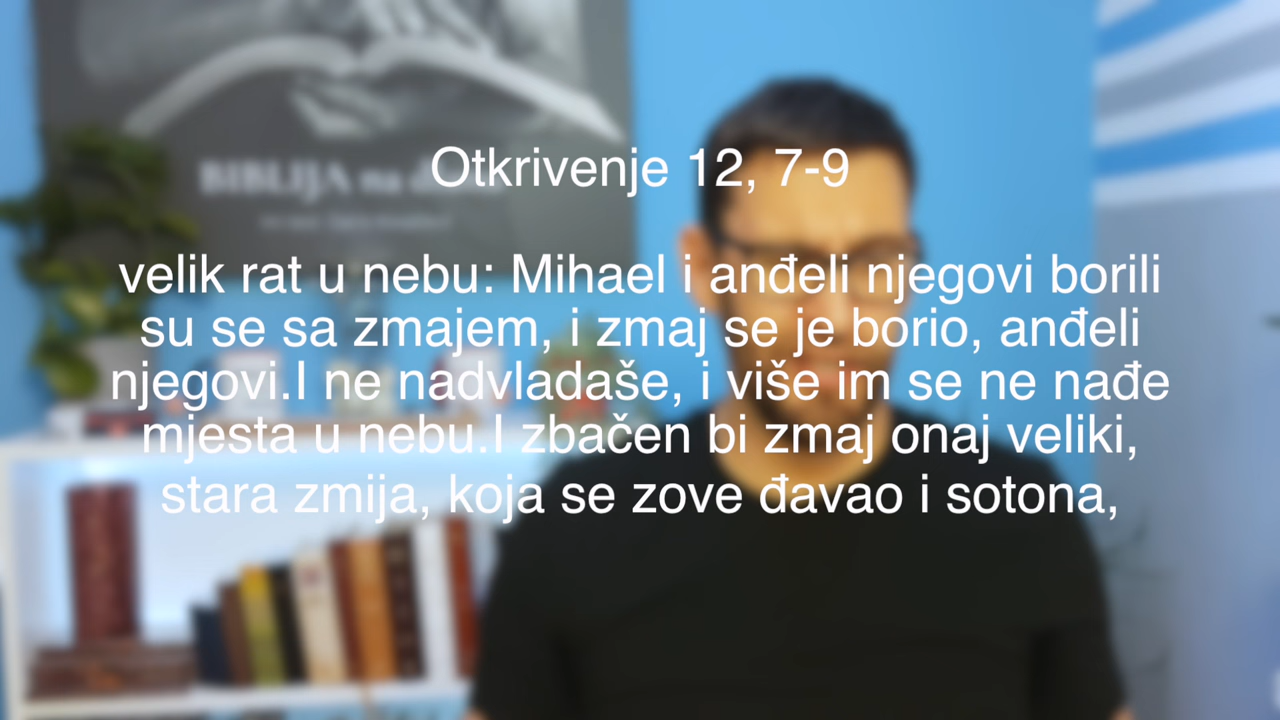 BIBLIJA na
Otkrivenje 12, 7-9
velik rat u nebu: Mihael i anđeli njegovi borili
su se sa zmajem, i zmaj se je borio, anđeli
njegovi.I ne nadvladaše, i više im se ne nađe
mjesta u nebu.I zbačen bi zmaj onaj veliki,
stara zmija, koja se zove đavao i sotona,